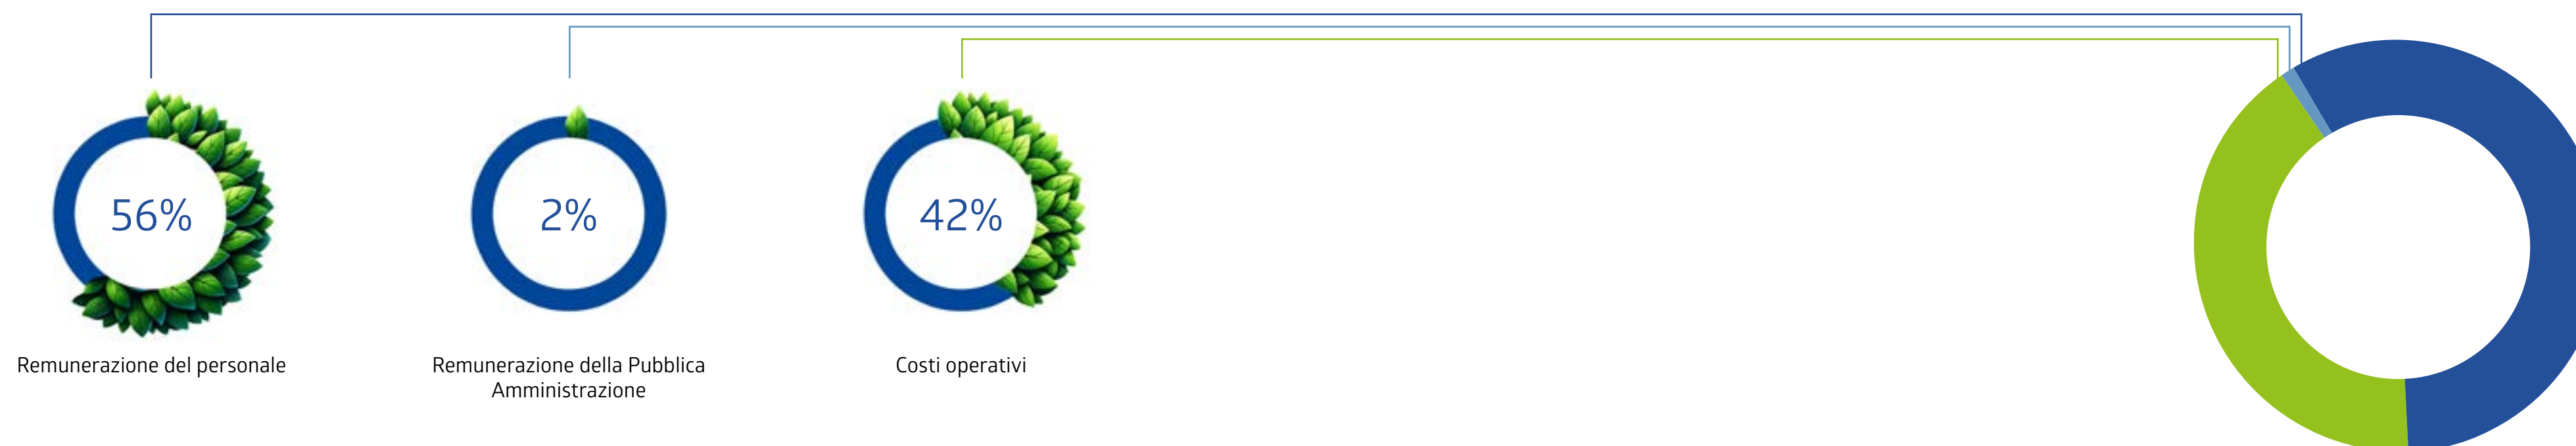 56%
2%
42%
Remunerazione del personale
Remunerazione della Pubblica
Amministrazione
Costi operativi